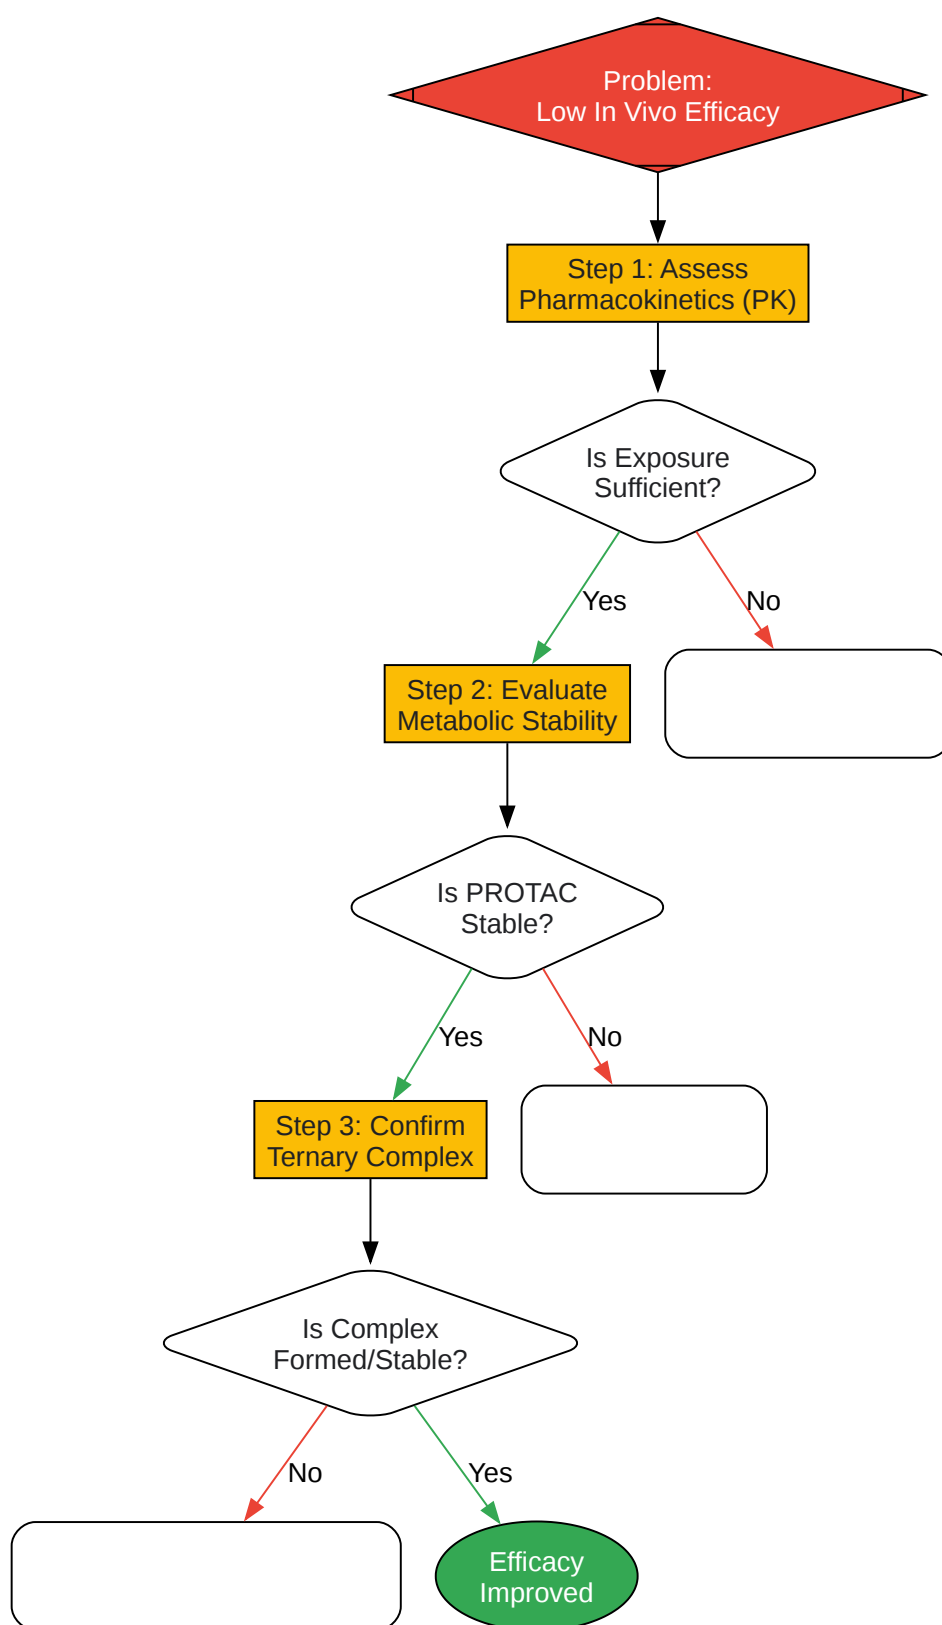 Problem:
Low In Vivo Efficacy
Step 1: Assess
Pharmacokinetics (PK)
Is Exposure
Sufficient?
Yes
No
Step 2: Evaluate
Metabolic Stability
Is PROTAC
Stable?
Yes
No
Step 3: Confirm
Ternary Complex
Is Complex
Formed/Stable?
No
Yes
Efficacy
Improved